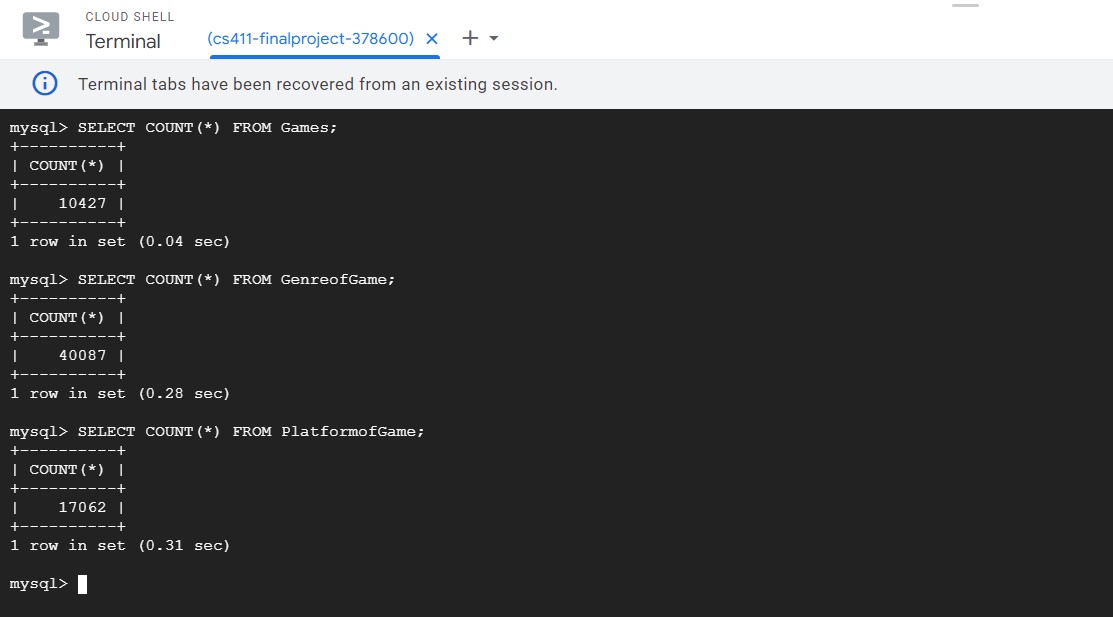 CLOUD SHELL
Terminal
(cs411-finalproject-378600)
Terminal tabs have been recovered from an existing session.
mysql> SELECT COUNT(*) FROM Games;
+----------+
| COUNT(*) |
+----------+
|    10427 |
+----------+
1 row in set (0.04 sec)
mysql> SELECT COUNT(*) FROM GenreofGame;
+----------+
| COUNT(*) |
+----------+
|    40087 |
+----------+
1 row in set (0.28 sec)
mysql> SELECT COUNT(*) FROM PlatformofGame;
+----------+
| COUNT(*) |
+----------+
|    17062 |
+----------+
1 row in set (0.31 sec)
mysql>